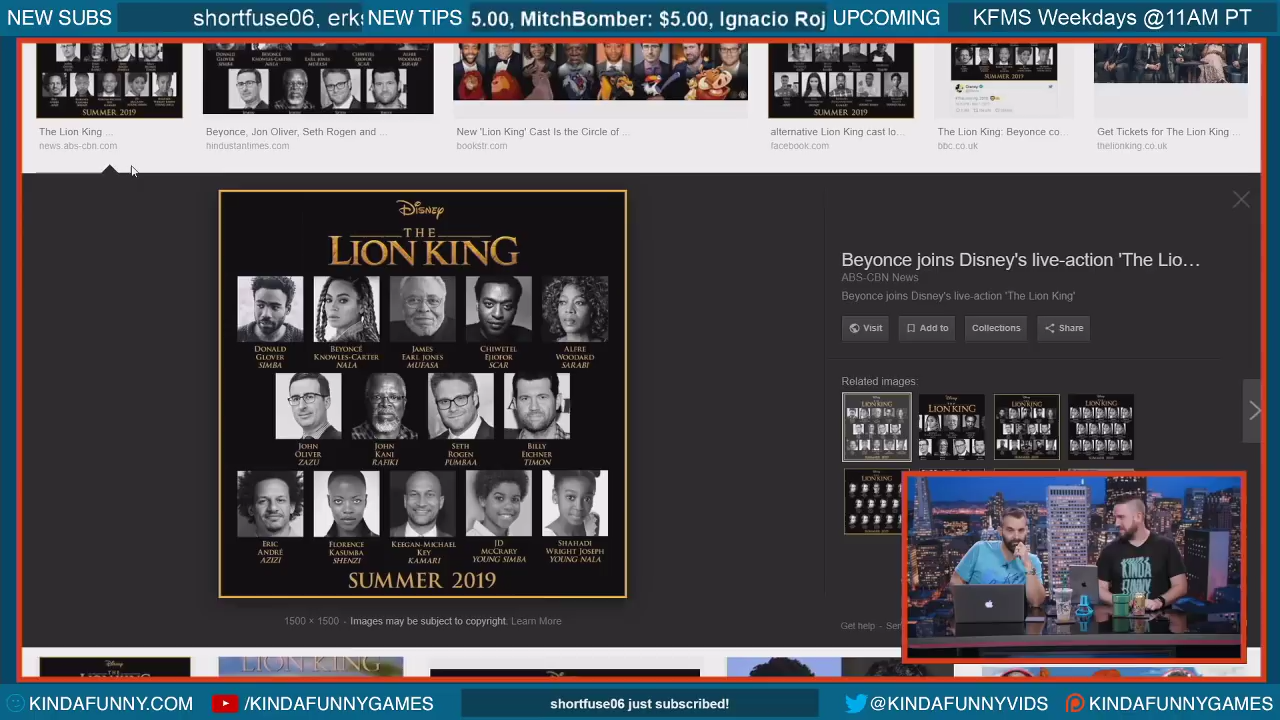 NEW SUBS
shortfuse06, erks
NEW TIPS
5.00, MitchBomber: $5.00, Ignacio Roj
UPCOMING
KFMS Weekdays @11AM PT
SUMMER 2019
SUMMER 2019
The Lion King ...
news.abs-cbn.com
Beyonce, Jon Oliver, Seth Rogen and ...
hindustantimes.com
New 'Lion King' Cast Is the Circle of ...
bookstr.com
alternative Lion King cast lo...
facebook.com
The Lion King: Beyonce co...
bbc.co.uk
Get Tickets for The Lion King ...
thelionking.co.uk
DISNEY
THE
LION KING
DONALD GLOVER SIMBA
BEYONCÉ KNOWLES-CARTER NALA
JAMES EARL JONES MUFASA
CHIWETEL EJIOFOR SCAR
ALFRE WOODARD SARABI
JOHN OLIVER ZAZU
JOHN KANI RAFIKI
SETH ROGEN PUMBAA
BILLY EICHNER TIMON
ERIC ANDRÉ AZIZI
FLORENCE KASUMBA SHENZI
KEEGAN-MICHAEL KEY KAMARI
JD MCCRARY YOUNG SIMBA
SHAHADI WRIGHT JOSEPH YOUNG NALA
SUMMER 2019
1500 × 1500 - Images may be subject to copyright. Learn More
Beyonce joins Disney's live-action 'The Lio...
ABS-CBN News
Beyonce joins Disney's live-action 'The Lion King'
Visit
Add to
Collections
Share
Related images:
Get help - Sen
KINDA FUNNY
KINDAFUNNY.COM
/KINDAFUNNYGAMES
shortfuse06 just subscribed!
@KINDAFUNNYVIDS
KINDAFUNNYGAMES